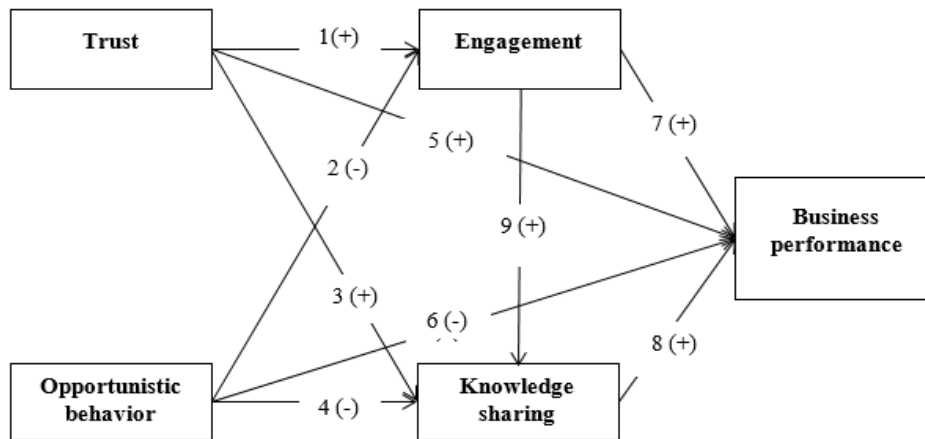 Trust
1(+)
Engagement
5 (+)
7 (+)
2 (-)
9 (+)
Business
performance
3 (+)
6 (-)
8 (+)
Opportunistic
behavior
4 (-)
Knowledge
sharing